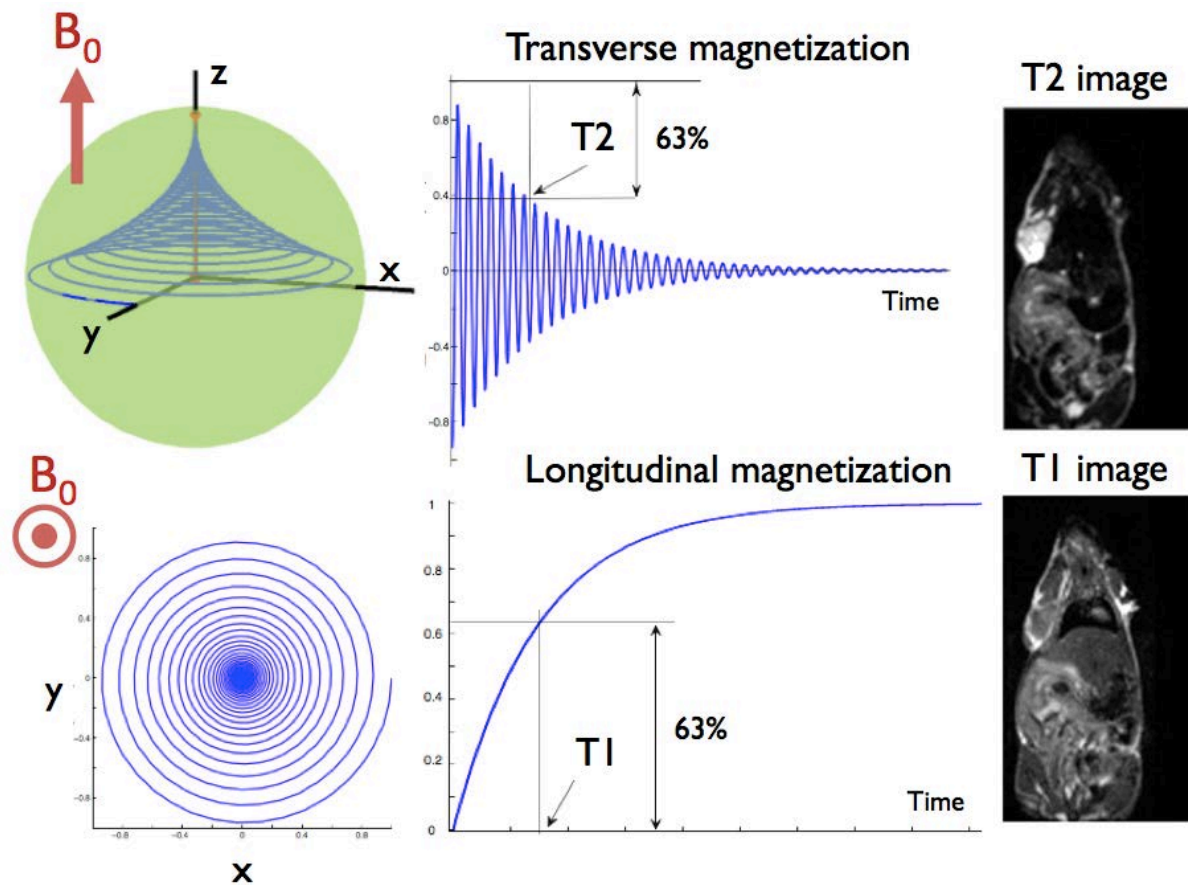 B₀
z
x
y
Transverse magnetization
0.8
0.4
0
-0.4
-0.8
T2
63%
Time
T2 image
B₀
0.8
0.4
0
-0.4
-0.8
y
-0.8
-0.4
0
0.4
0.8
x
Longitudinal magnetization
1
0.8
0.6
0.4
0.2
0
T1
63%
Time
T1 image